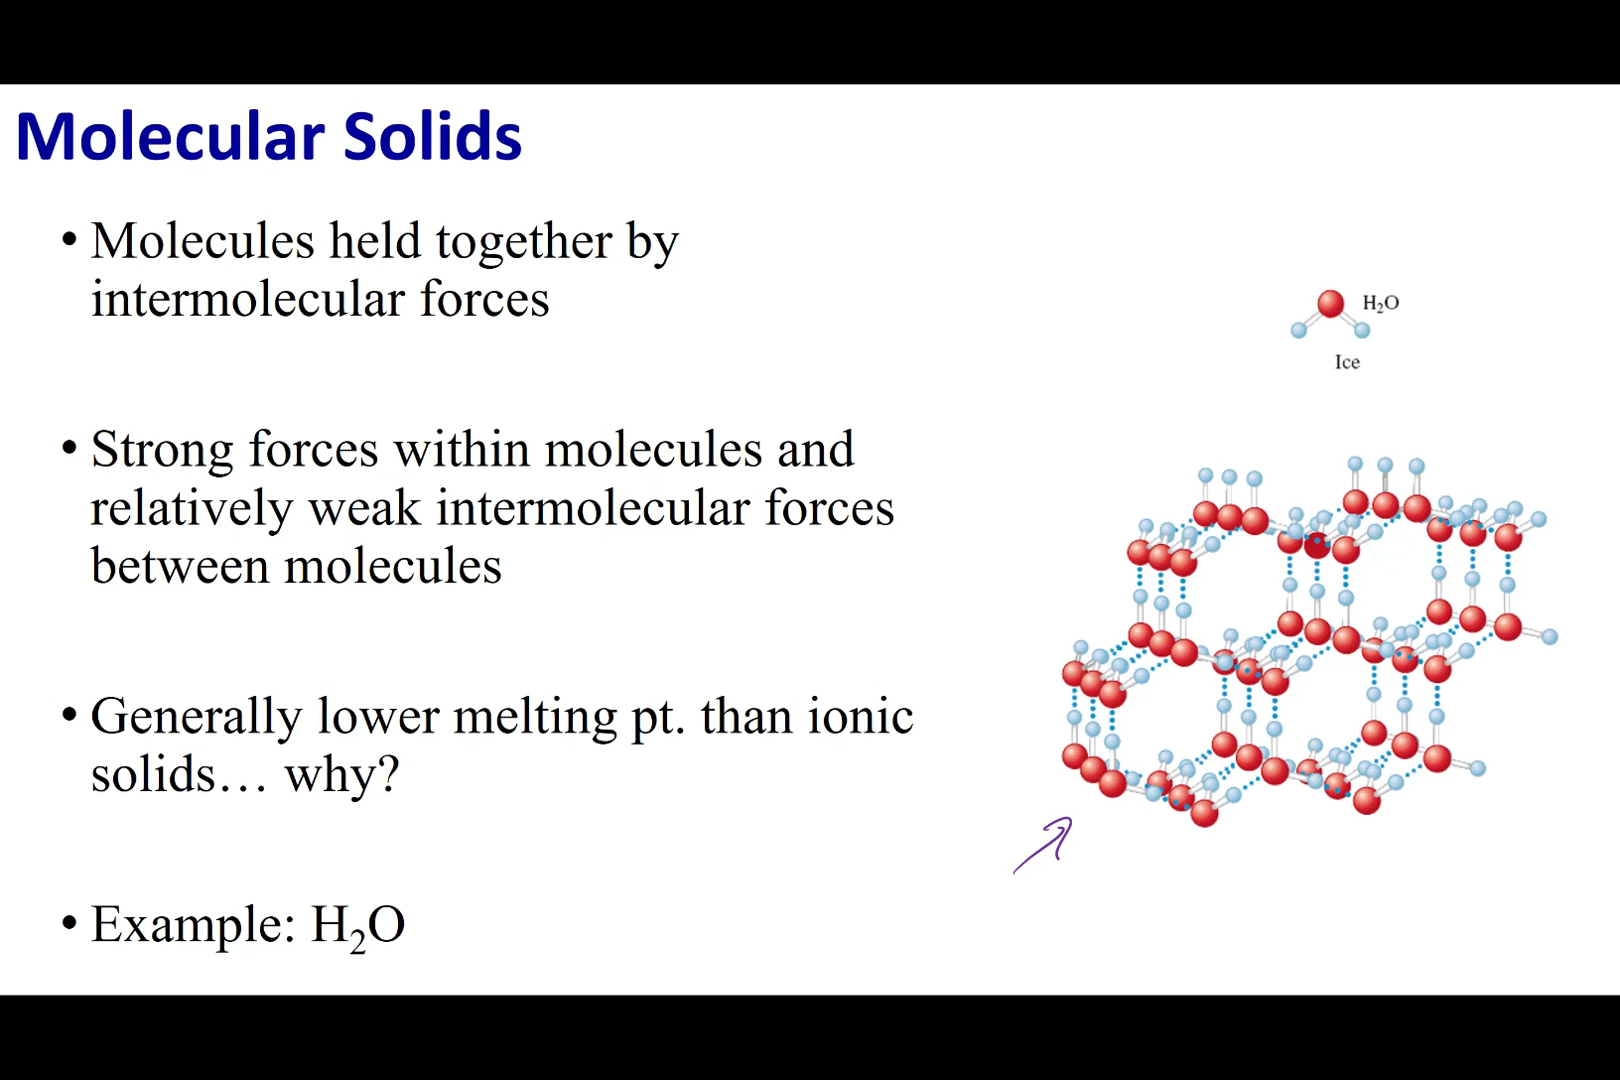 Molecular Solids
• Molecules held together by
intermolecular forces
• Strong forces within molecules and
relatively weak intermolecular forces
between molecules
• Generally lower melting pt. than ionic
solids… why?
• Example: H₂O
H₂O
Ice